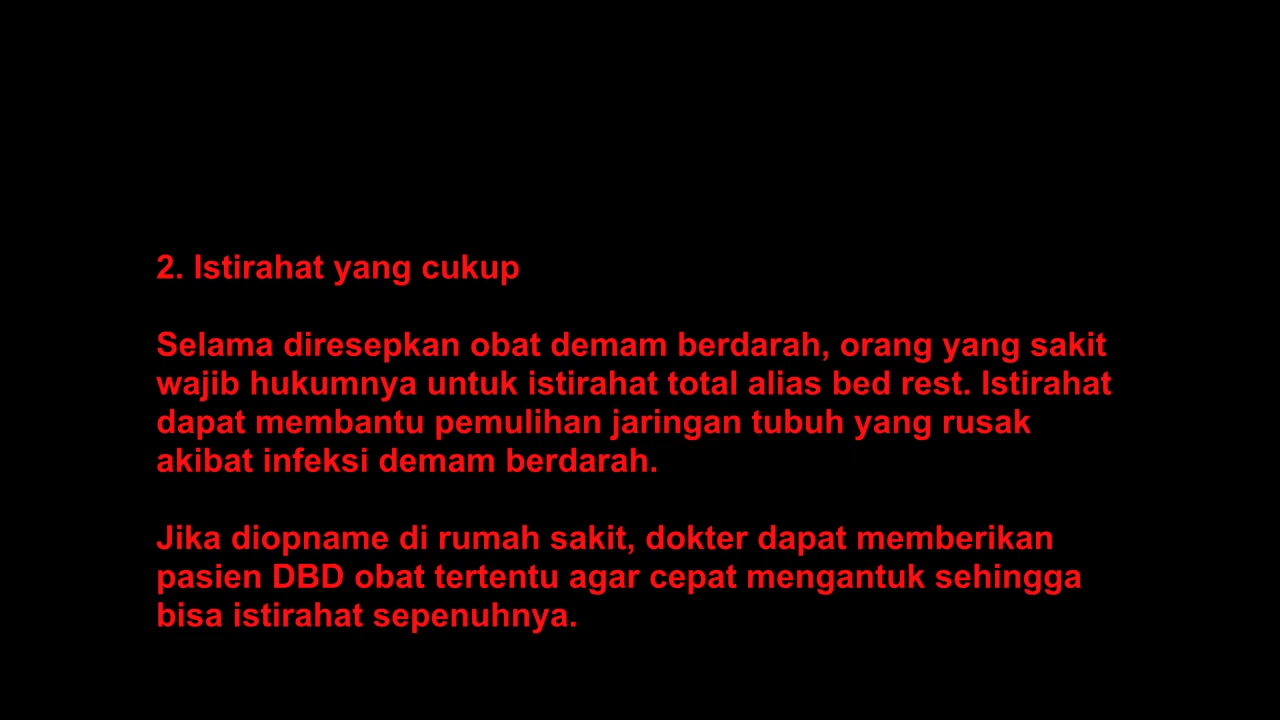 2. Istirahat yang cukup
Selama diresepkan obat demam berdarah, orang yang sakit
wajib hukumnya untuk istirahat total alias bed rest. Istirahat
dapat membantu pemulihan jaringan tubuh yang rusak
akibat infeksi demam berdarah.
Jika diopname di rumah sakit, dokter dapat memberikan
pasien DBD obat tertentu agar cepat mengantuk sehingga
bisa istirahat sepenuhnya.